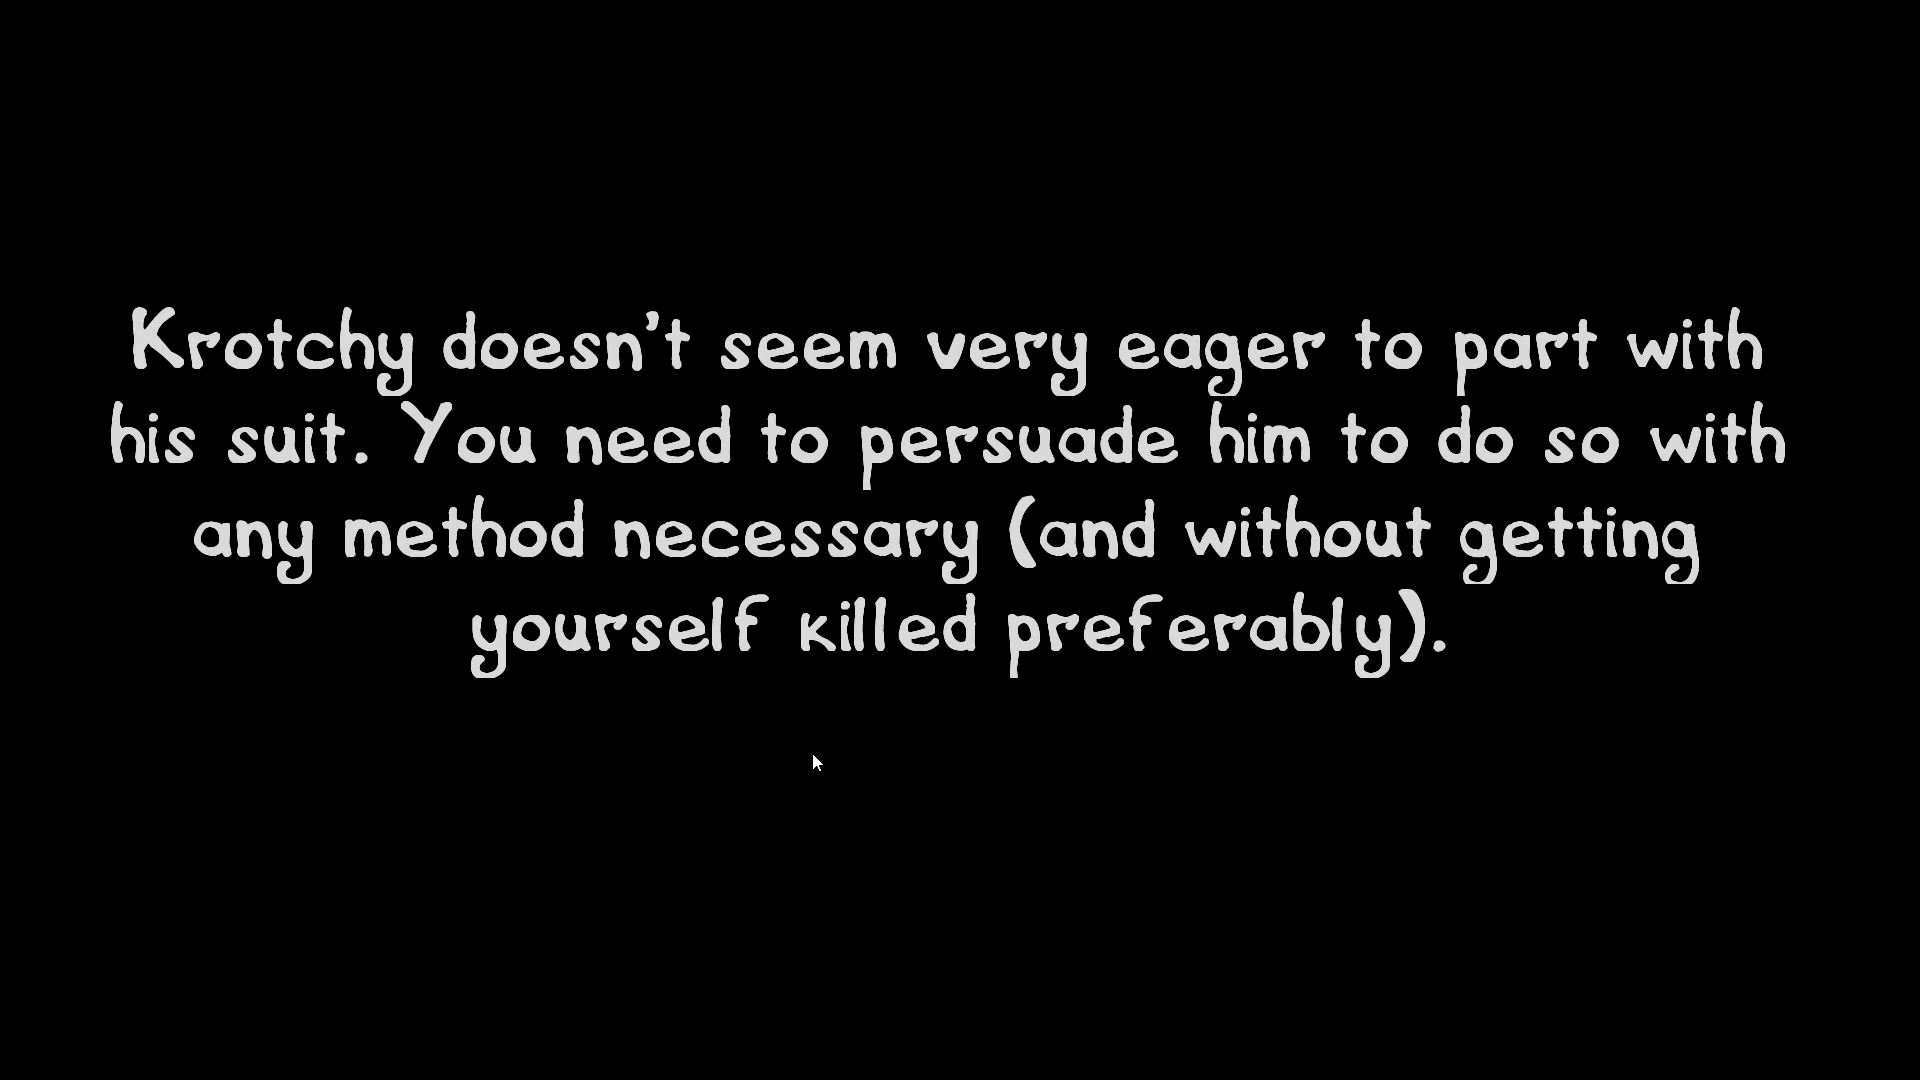 Krotchy doesn't seem very eager to part with
his suit. You need to persuade him to do so with
any method necessary (and without getting
yourself killed preferably).